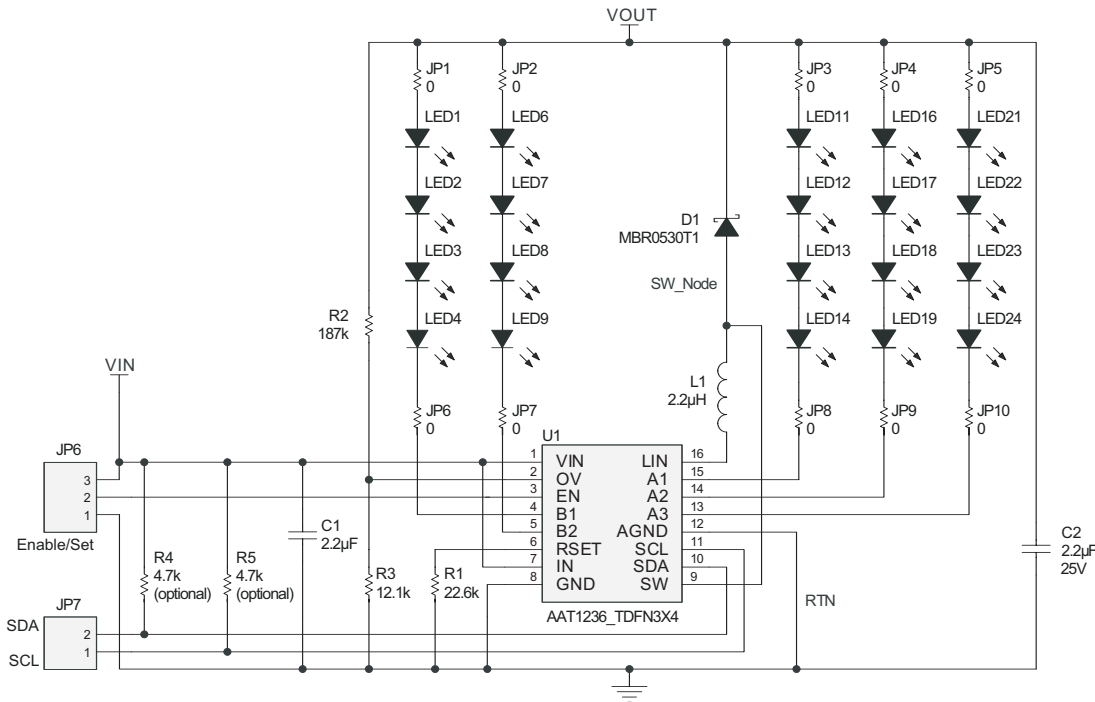 VOUT
JP1
0
JP2
0
JP3
0
JP4
0
JP5
0
LED1
LED6
LED11
LED16
LED21
LED2
LED7
LED12
LED17
LED22
D1
MBR0530T1
LED3
LED8
LED13
LED18
LED23
SW_Node
R2
187k
LED4
LED9
LED14
LED19
LED24
VIN
L1
2.2µH
JP6
0
JP7
0
JP8
0
JP9
0
JP10
0
U1
JP6
3
2
1
Enable/Set
1 VIN LIN 16
2 OV A1 15
3 EN A2 14
4 B1 A3 13
5 B2 AGND 12
6 RSET SCL 11
7 IN SDA 10
8 GND SW 9
AAT1236_TDFN3X4
C1
2.2µF
C2
2.2µF
25V
R4
4.7k
(optional)
R5
4.7k
(optional)
R3
12.1k
R1
22.6k
RTN
JP7
SDA 2
SCL 1